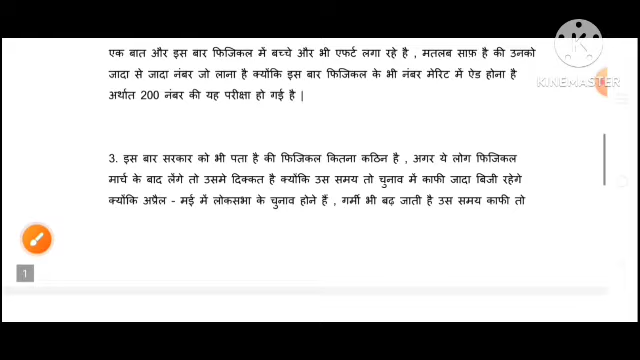 एक बात और इस बार फिजिकल में बच्चे और भी एफर्ट लगा रहे है , मतलब साफ़ है की उनको
KINEMASTER
जादा से जादा नंबर जो लाना है क्योंकि इस बार फिजिकल के भी नंबर मेरिट में ऐड होना है
अर्थात 200 नंबर की यह परीक्षा हो गई है |
3. इस बार सरकार को भी पता है की फिजिकल कितना कठिन है , अगर ये लोग फिजिकल
मार्च के बाद लेंगे तो उसमे दिक्कत है क्योंकि उस समय तो चुनाव में काफी जादा बिजी रहेगे
क्योंकि अप्रैल - मई में लोकसभा के चुनाव होने हैं , गर्मी भी बढ़ जाती है उस समय काफी तो
1